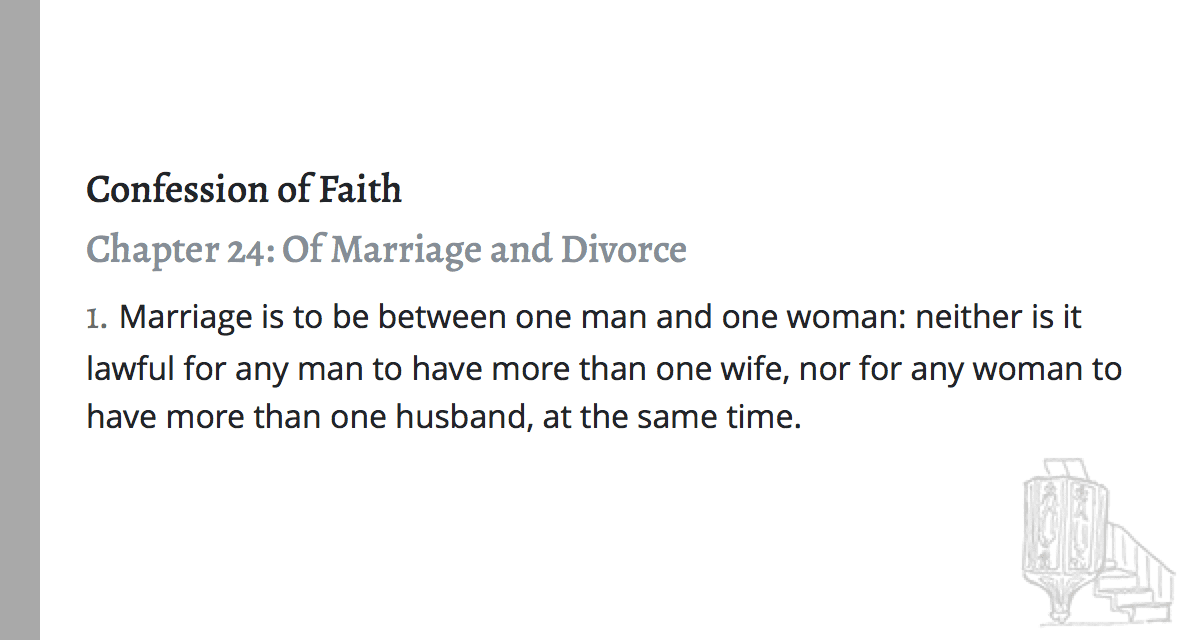 Confession of Faith
Chapter 24: Of Marriage and Divorce
1. Marriage is to be between one man and one woman: neither is it
lawful for any man to have more than one wife, nor for any woman to
have more than one husband, at the same time.